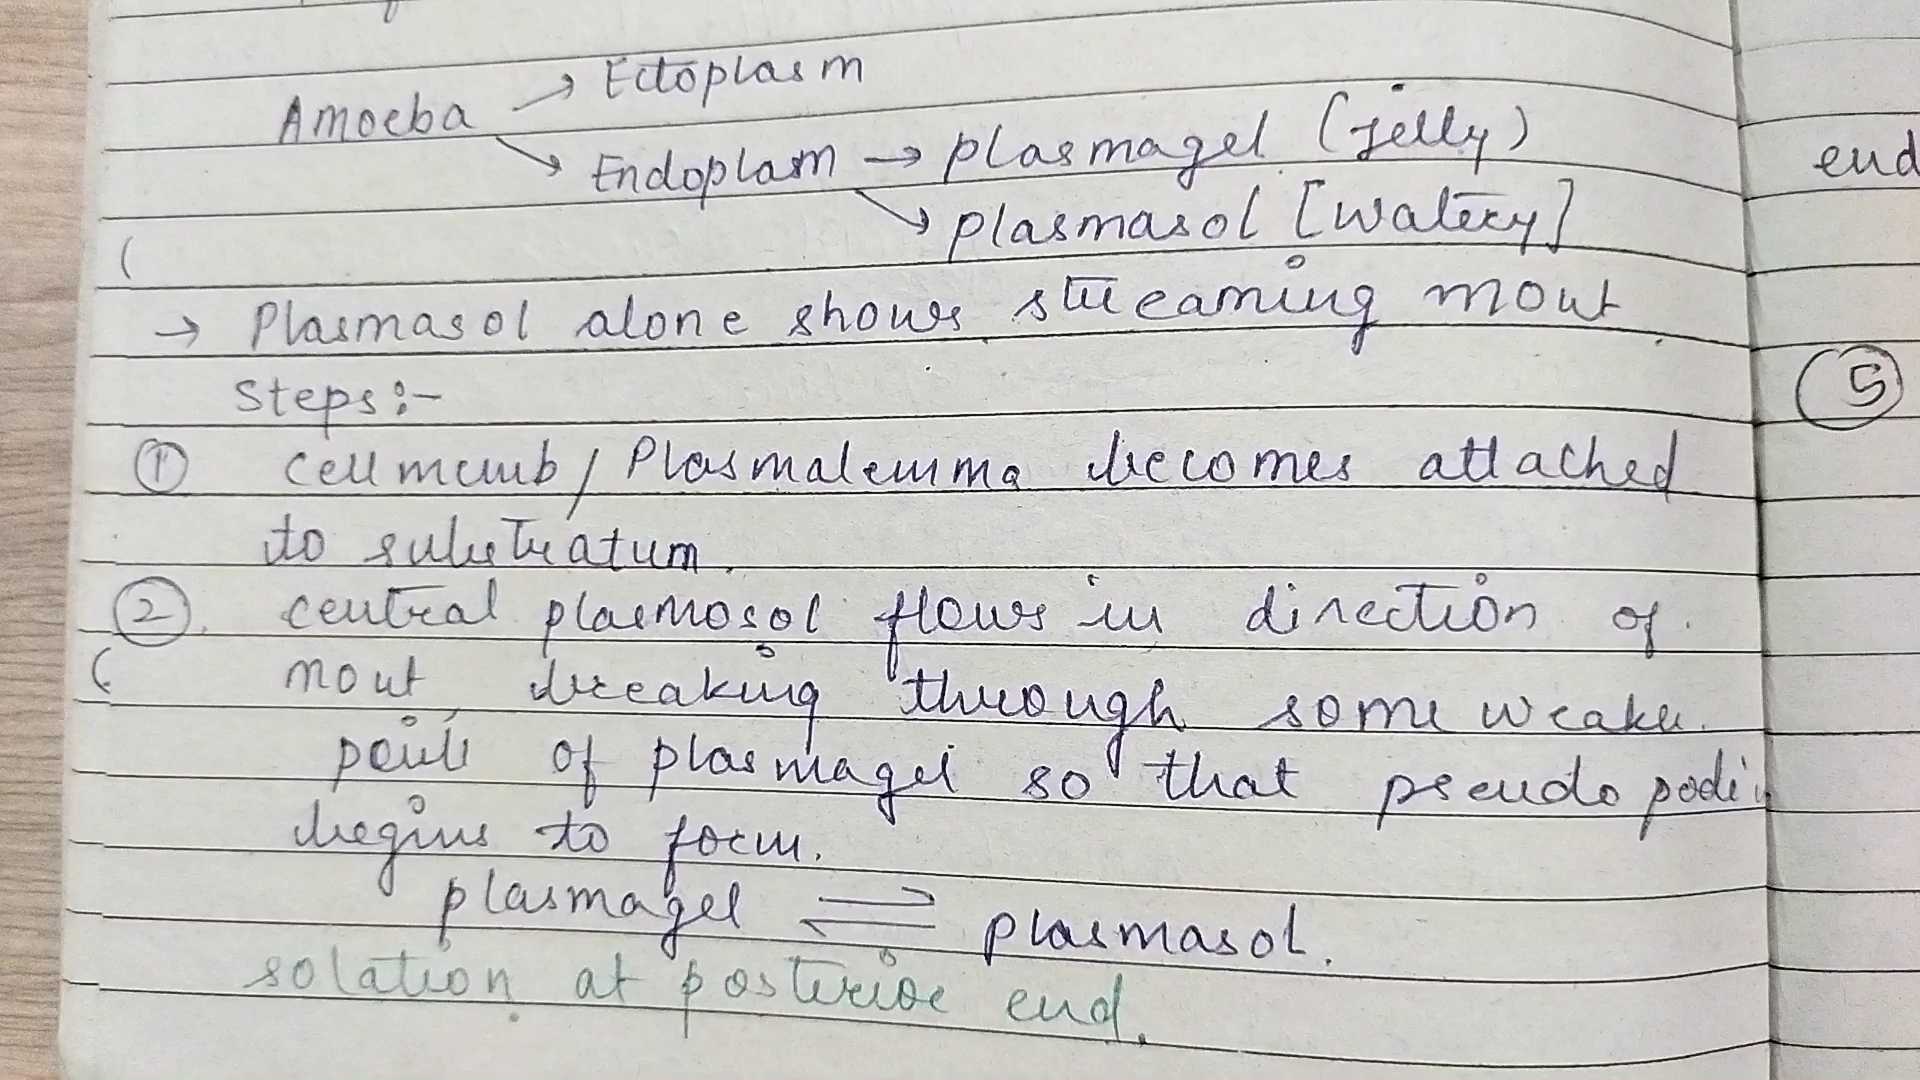 Amoeba → Ectoplasm
→ Endoplasm → plasmagel (jelly)
→ plasmasol [watery]
→ Plasmasol alone shows streaming movt
Steps:-
① cell memb/Plasmalemma becomes attached
to substratum.
② central plasmosol flows in direction of
movt, breaking through some weaker
point of plasmagel so that pseudopodi
begins to form.
plasmagel ⇌ plasmasol.
solation at posterior end.
end
⑤